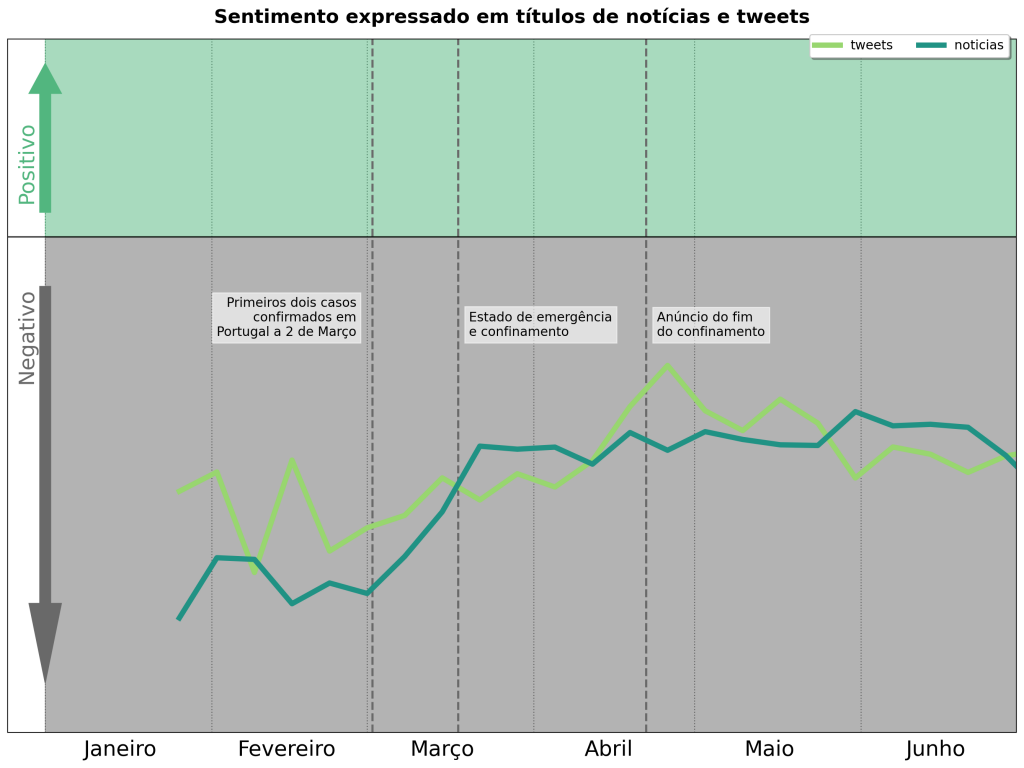 Sentimento expressado em títulos de notícias e tweets
tweets
noticias
Positivo
Negativo
Primeiros dois casos
confirmados em
Portugal a 2 de Março
Estado de emergência
e confinamento
Anúncio do fim
do confinamento
Janeiro
Fevereiro
Março
Abril
Maio
Junho